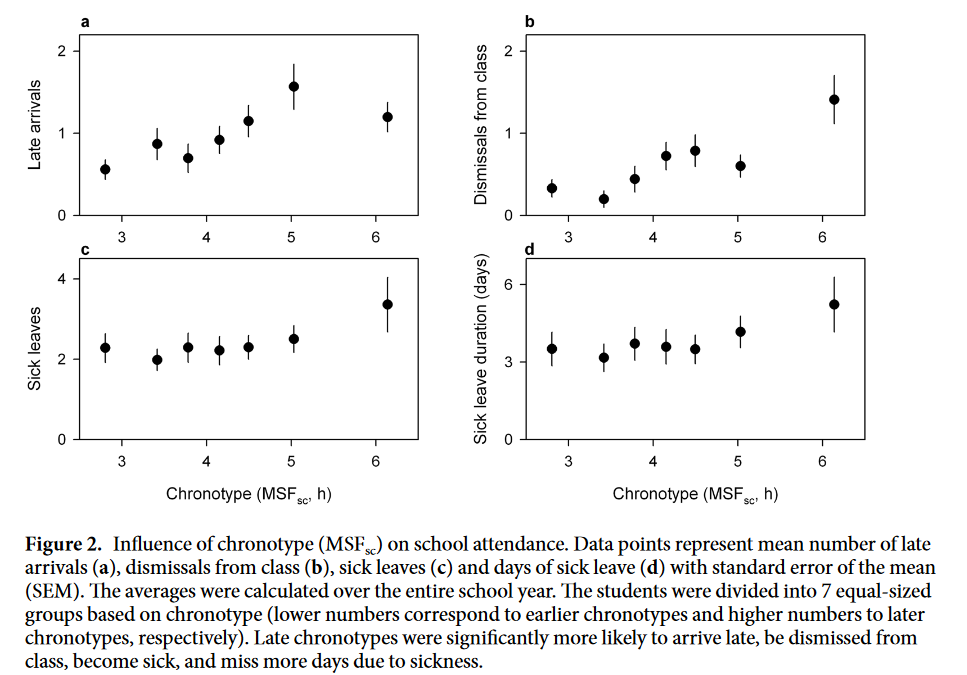 a
2
1
0
3
4
5
6
Late arrivals
b
2
1
0
3
4
5
6
Dismissals from class
c
4
2
0
3
4
5
6
Sick leaves
Chronotype (MSFsc, h)
d
6
3
0
3
4
5
6
Sick leave duration (days)
Chronotype (MSFsc, h)
Figure 2. Influence of chronotype (MSFsc) on school attendance. Data points represent mean number of late
arrivals (a), dismissals from class (b), sick leaves (c) and days of sick leave (d) with standard error of the mean
(SEM). The averages were calculated over the entire school year. The students were divided into 7 equal-sized
groups based on chronotype (lower numbers correspond to earlier chronotypes and higher numbers to later
chronotypes, respectively). Late chronotypes were significantly more likely to arrive late, be dismissed from
class, become sick, and miss more days due to sickness.